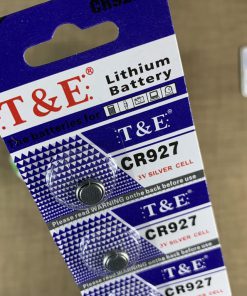 CR927
T&E®
Lithium
Battery
T&E
CR927
3V SILVER CELL
Please read WARNING on the back before use
T&E
CR927
3V SILVER CELL
Please read WARNING on the back before use
T&E
CR927